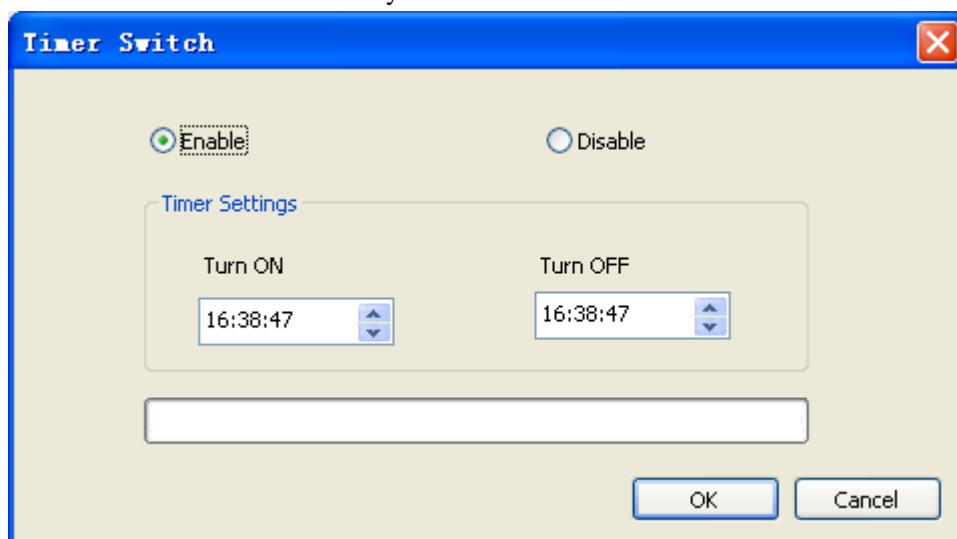 y
Timer Switch
Enable Disable
Timer Settings
Turn ON Turn OFF
16:38:47 16:38:47
OK Cancel